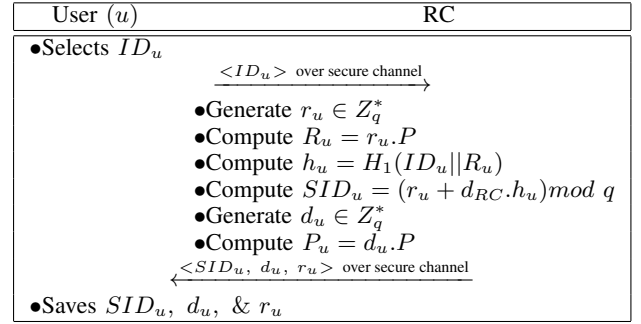 User (u) RC
•Selects ID_u
<ID_u> over secure channel
•Generate r_u ∈ Z_q^*
•Compute R_u = r_u.P
•Compute h_u = H_1(ID_u||R_u)
•Compute SID_u = (r_u + d_{RC}.h_u)mod q
•Generate d_u ∈ Z_q^*
•Compute P_u = d_u.P
<SID_u, d_u, r_u> over secure channel
•Saves SID_u, d_u, & r_u